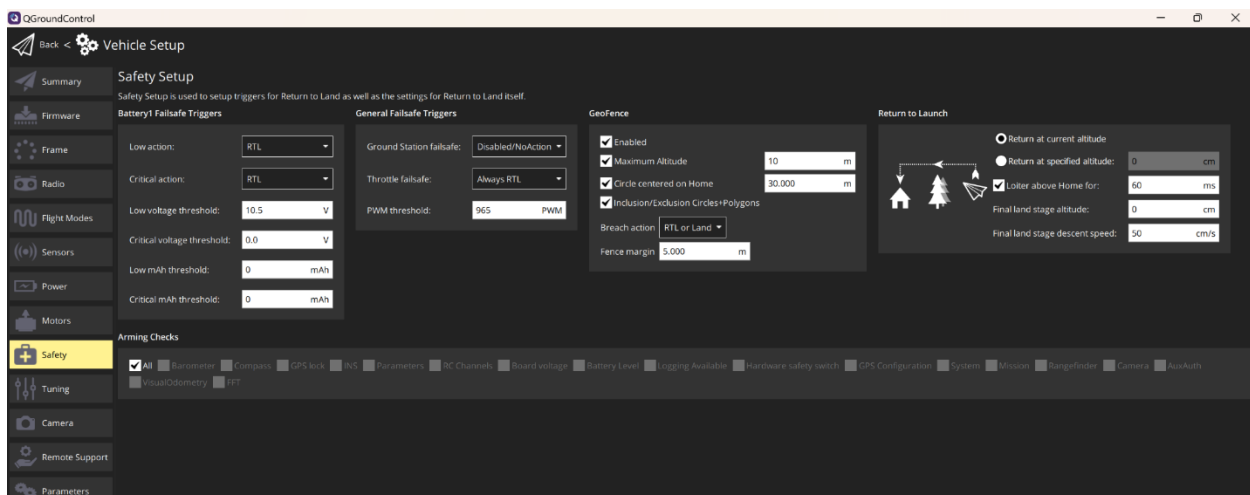 QGroundControl
Back < Vehicle Setup
Summary
Firmware
Frame
Radio
Flight Modes
Sensors
Power
Motors
Safety
Tuning
Camera
Remote Support
Parameters
Safety Setup
Safety Setup is used to setup triggers for Return to Land as well as the settings for Return to Land itself.
Battery1 Failsafe Triggers
Low action: RTL
Critical action: RTL
Low voltage threshold: 10.5 V
Critical voltage threshold: 0.0 V
Low mAh threshold: 0 mAh
Critical mAh threshold: 0 mAh
General Failsafe Triggers
Ground Station failsafe: Disabled/NoAction
Throttle failsafe: Always RTL
PWM threshold: 965 PWM
GeoFence
Enabled
Maximum Altitude 10 m
Circle centered on Home 30.000 m
Inclusion/Exclusion Circles+Polygons
Breach action RTL or Land
Fence margin 5.000 m
Return to Launch
Return at current altitude
Return at specified altitude: 0 cm
Loiter above Home for: 60 ms
Final land stage altitude: 0 cm
Final land stage descent speed: 50 cm/s
Arming Checks
All Barometer Compass GPS lock INS Parameters RC Channels Board voltage Battery Level Logging Available Hardware safety switch GPS Configuration System Mission Rangefinder Camera AuxAuth
VisualOdometry FFT